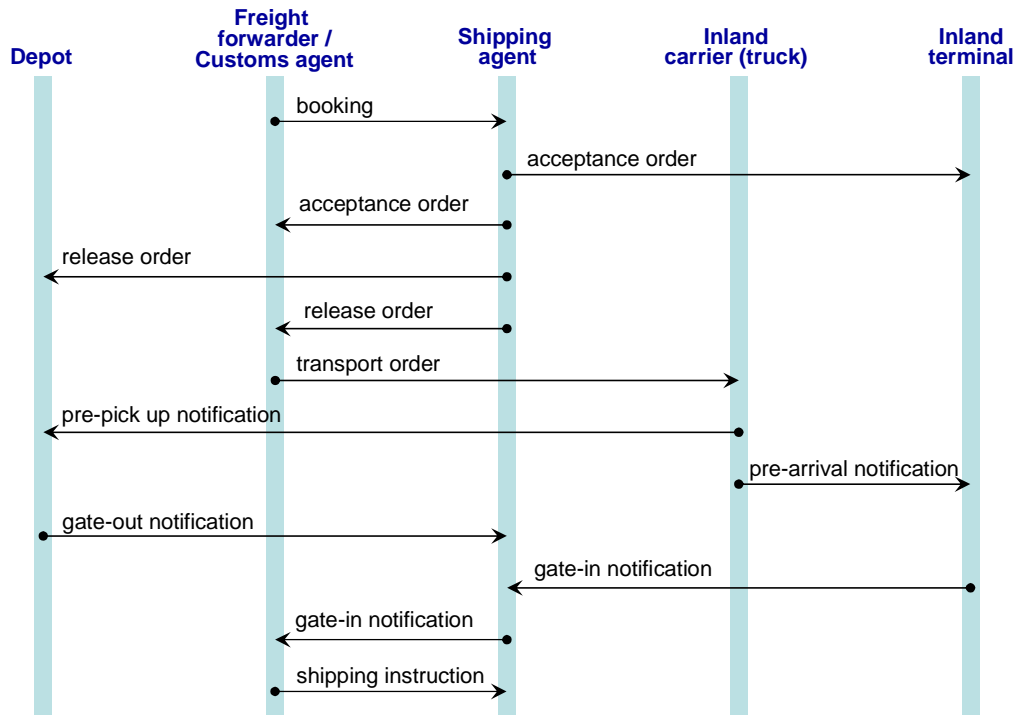 Depot
Freight
forwarder /
Customs agent
Shipping
agent
Inland
carrier (truck)
Inland
terminal
booking
acceptance order
acceptance order
release order
release order
transport order
pre-pick up notification
pre-arrival notification
gate-out notification
gate-in notification
gate-in notification
shipping instruction